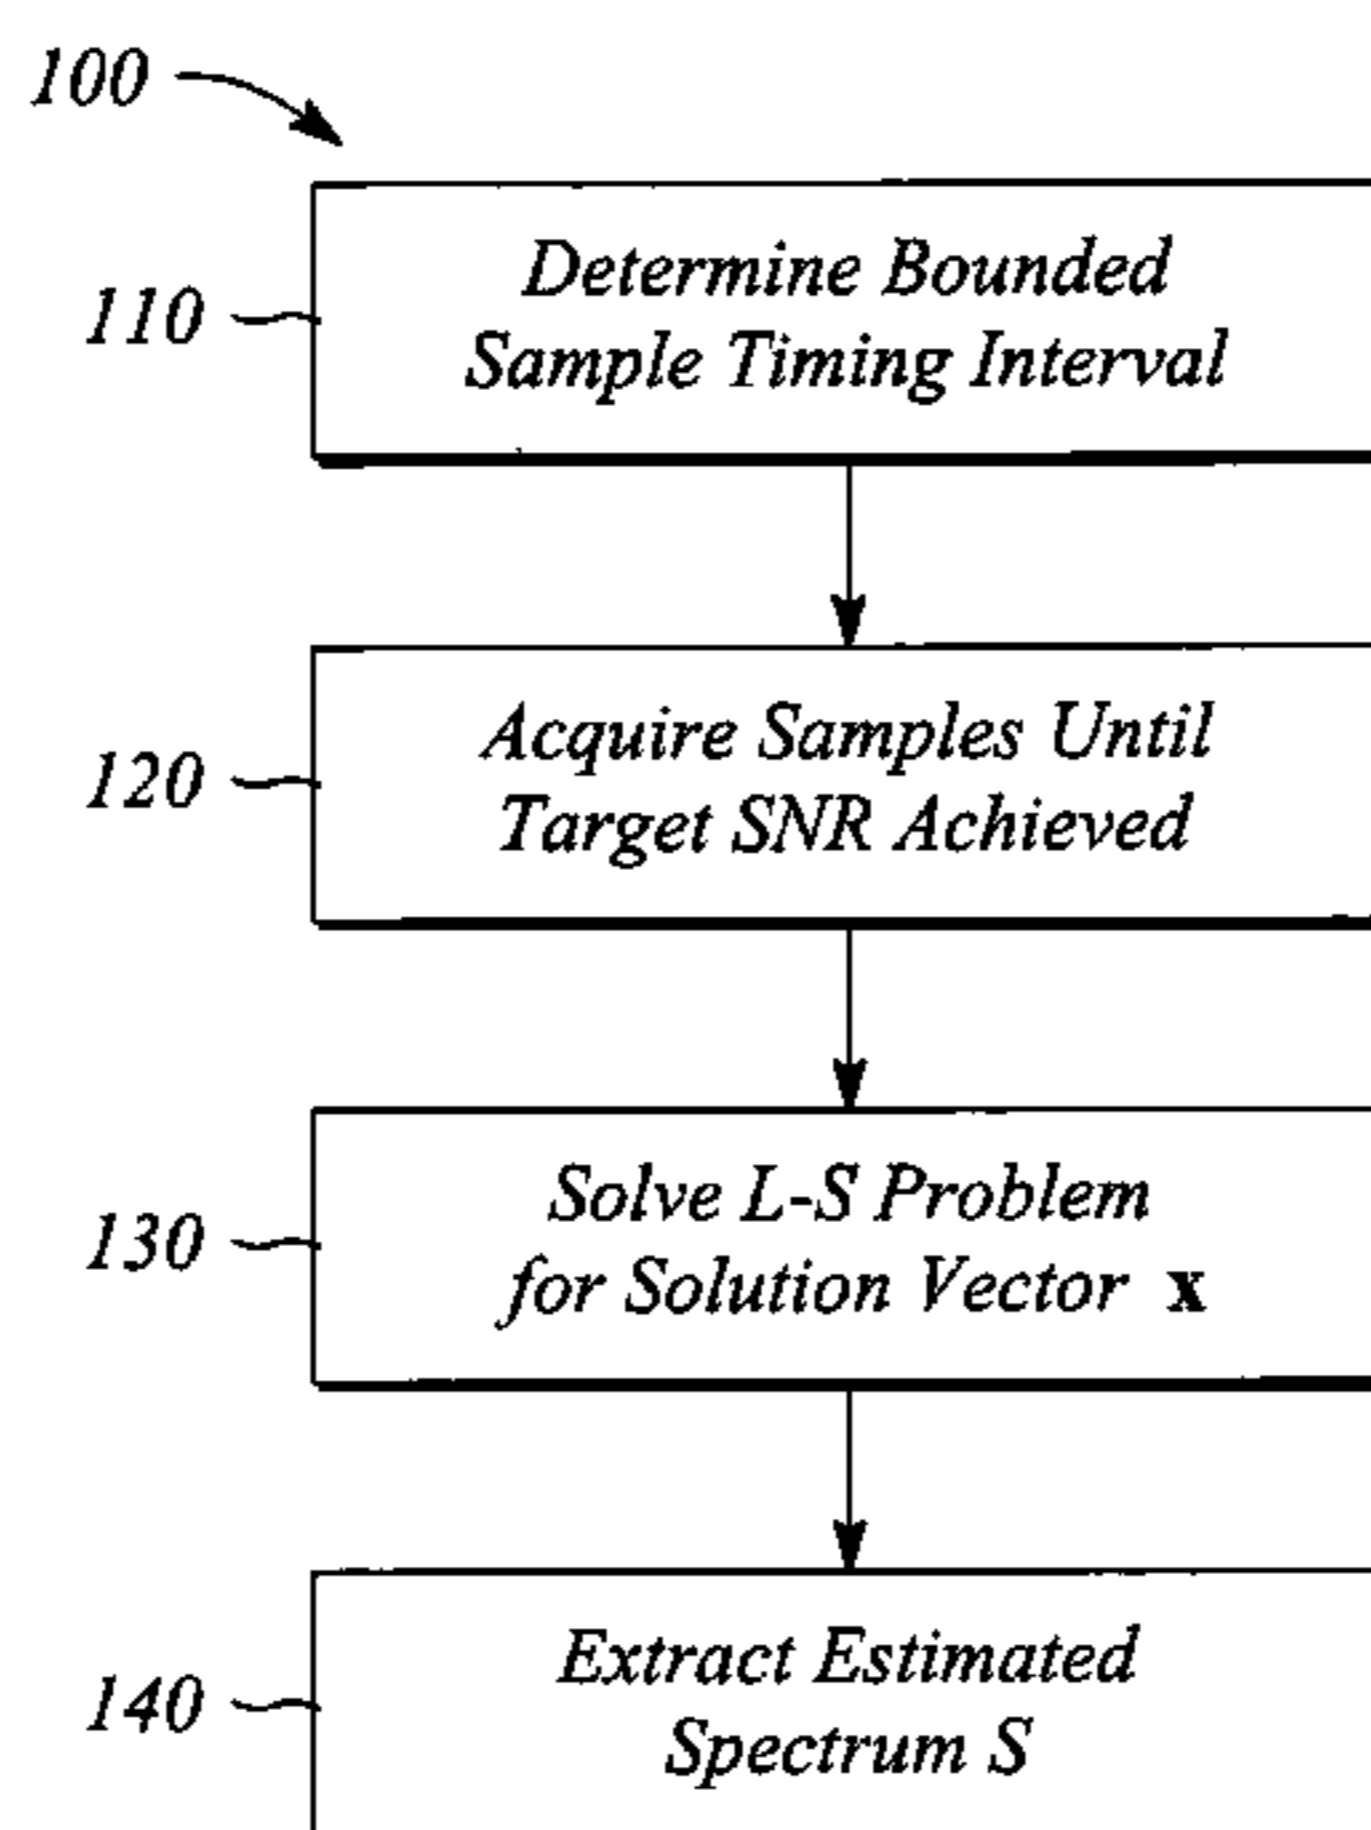 100
110
Determine Bounded
Sample Timing Interval
120
Acquire Samples Until
Target SNR Achieved
130
Solve L-S Problem
for Solution Vector x
140
Extract Estimated
Spectrum S